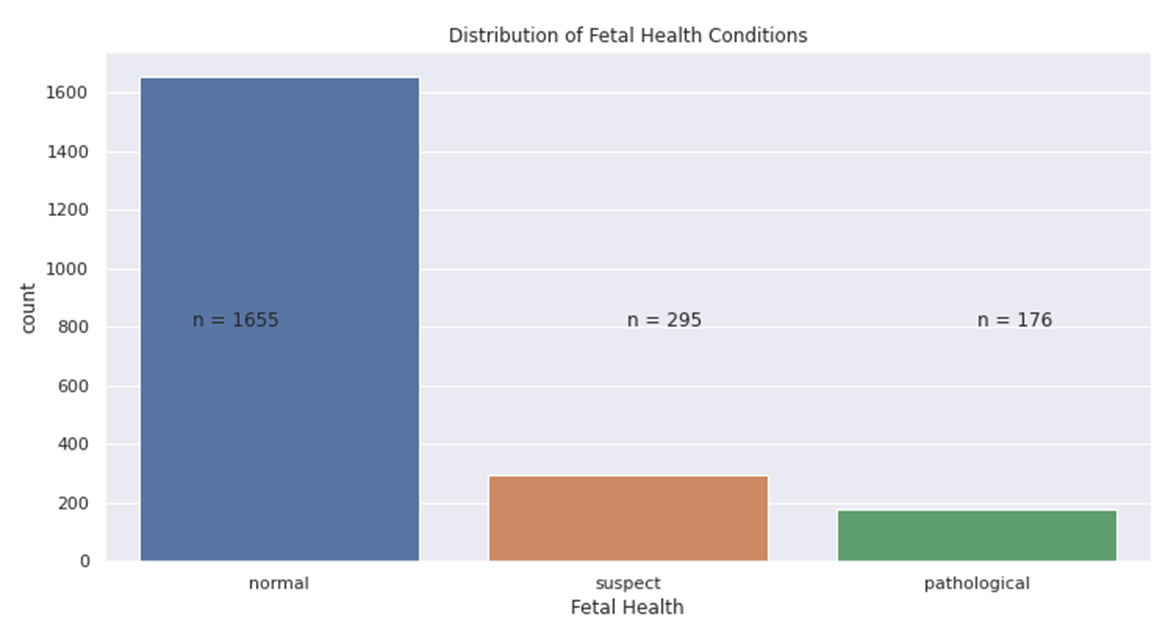 Distribution of Fetal Health Conditions
1600
1400
1200
1000
800
600
400
200
0
count
n = 1655
n = 295
n = 176
normal
suspect
pathological
Fetal Health